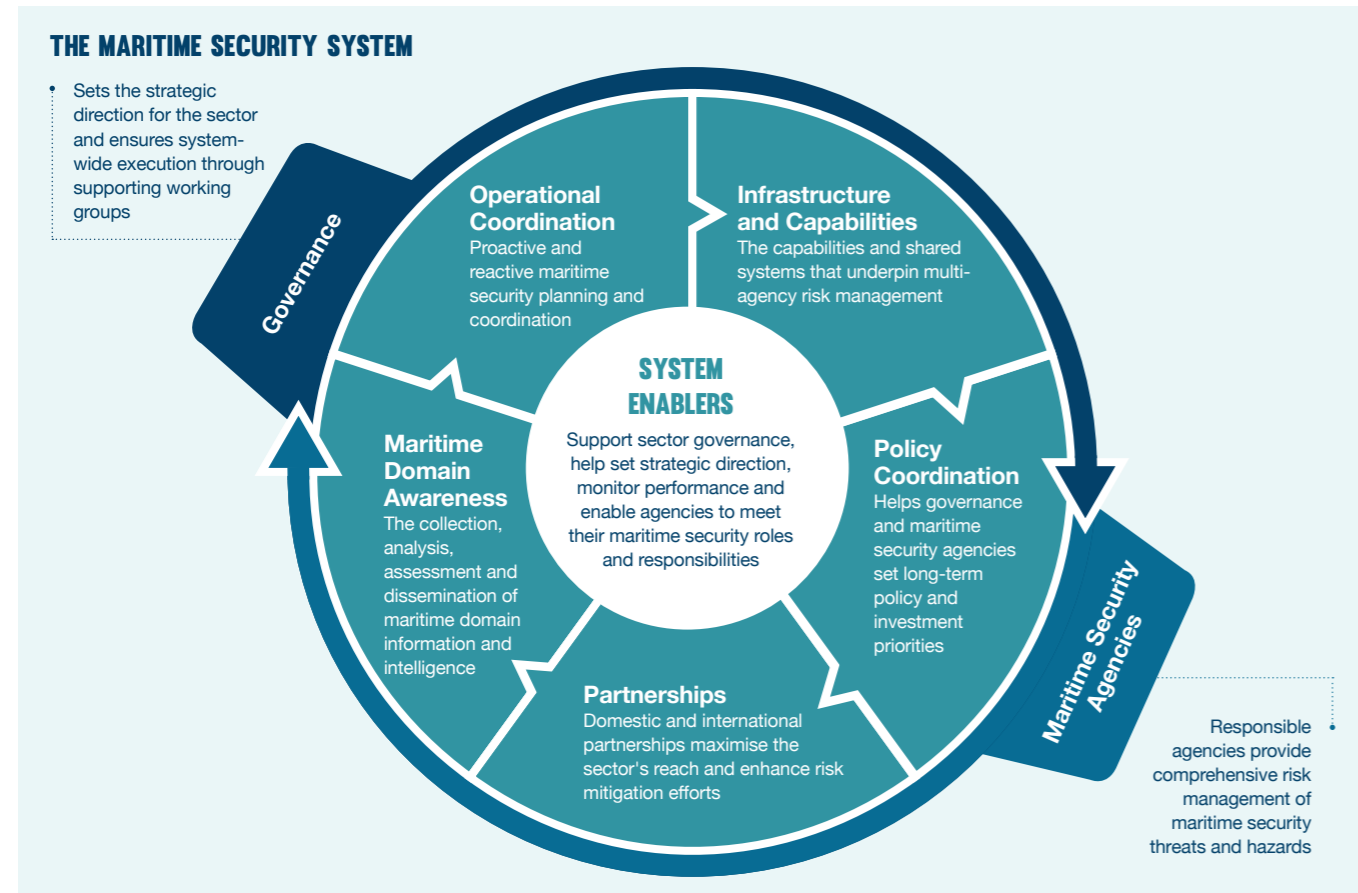 THE MARITIME SECURITY SYSTEM
Sets the strategic
direction for the sector
and ensures system-
wide execution through
supporting working
groups
Governance
Operational
Coordination
Proactive and
reactive maritime
security planning and
coordination
Infrastructure
and Capabilities
The capabilities and shared
systems that underpin multi-
agency risk management
SYSTEM
ENABLERS
Support sector governance,
help set strategic direction,
monitor performance and
enable agencies to meet
their maritime security roles
and responsibilities
Maritime
Domain
Awareness
The collection,
analysis,
assessment and
dissemination of
maritime domain
information and
intelligence
Policy
Coordination
Helps governance
and maritime
security agencies
set long-term
policy and
investment
priorities
Partnerships
Domestic and international
partnerships maximise the
sector's reach and enhance risk
mitigation efforts
Maritime Security
Agencies
Responsible
agencies provide
comprehensive risk
management of
maritime security
threats and hazards